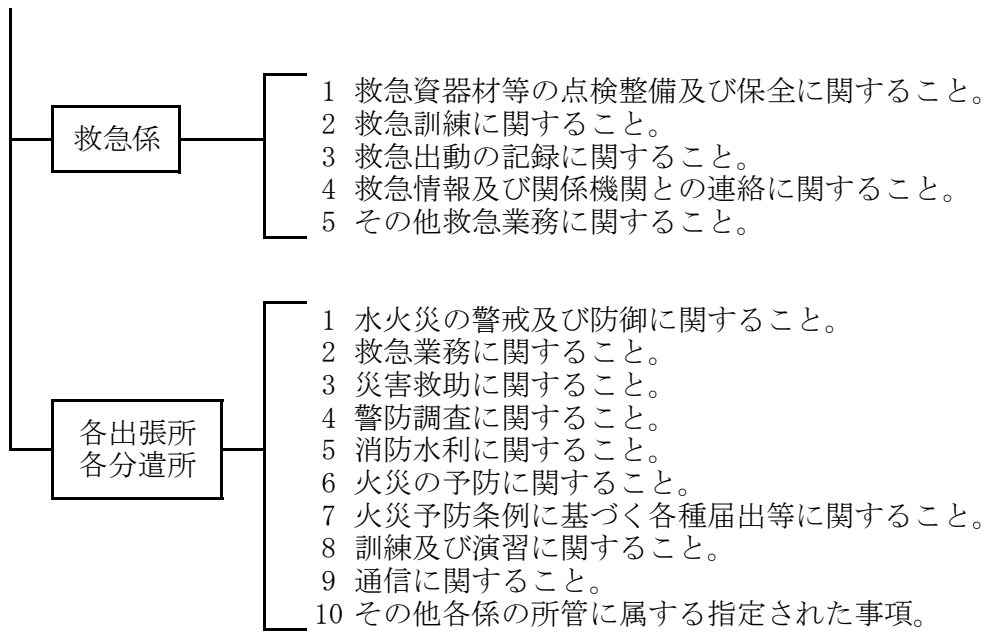 救急係
1 救急資器材等の点検整備及び保全に関すること。
2 救急訓練に関すること。
3 救急出動の記録に関すること。
4 救急情報及び関係機関との連絡に関すること。
5 その他救急業務に関すること。
各出張所
各分遣所
1 水火災の警戒及び防御に関すること。
2 救急業務に関すること。
3 災害救助に関すること。
4 警防調査に関すること。
5 消防水利に関すること。
6 火災の予防に関すること。
7 火災予防条例に基づく各種届出等に関すること。
8 訓練及び演習に関すること。
9 通信に関すること。
10 その他各係の所管に属する指定された事項。